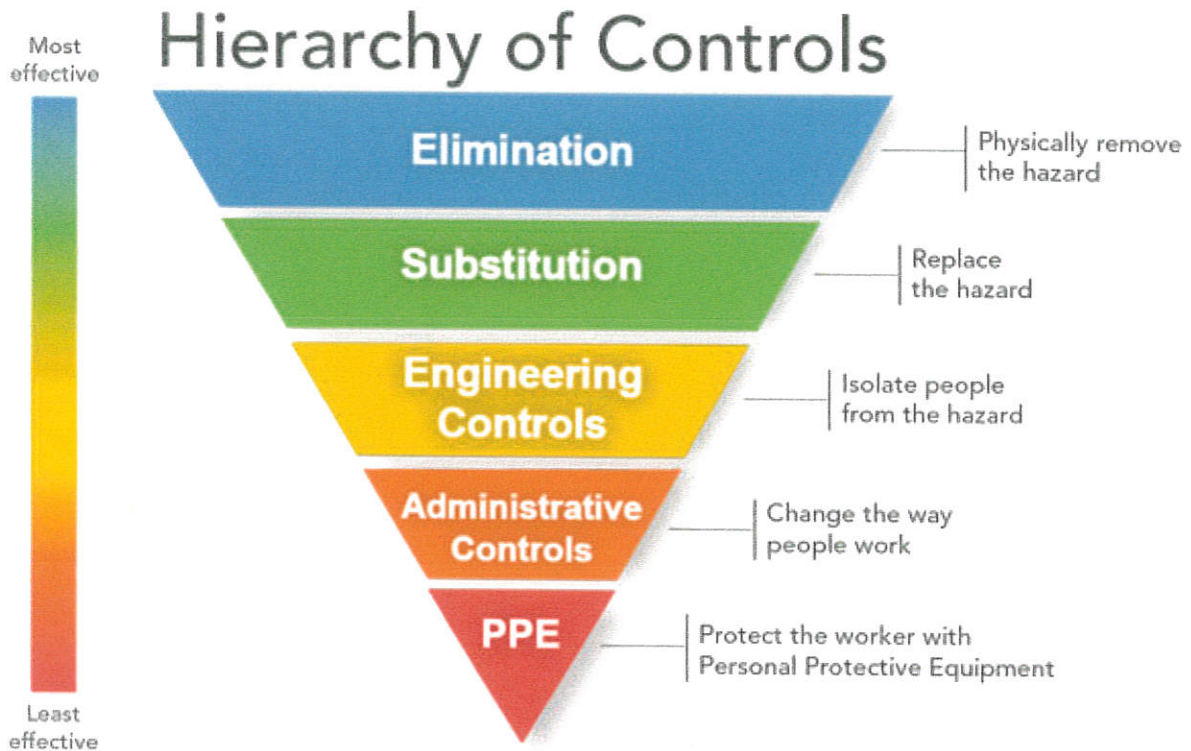 Hierarchy of Controls
Most
effective
Elimination
Physically remove
the hazard
Substitution
Replace
the hazard
Engineering
Controls
Isolate people
from the hazard
Administrative
Controls
Change the way
people work
PPE
Protect the worker with
Personal Protective Equipment
Least
effective